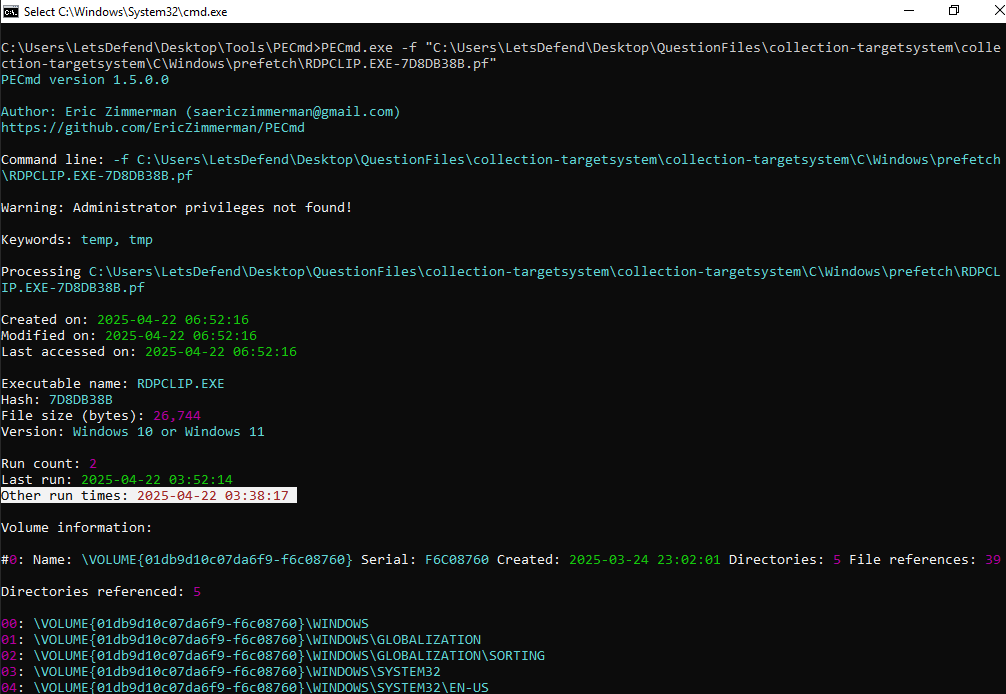 Select C:\Windows\System32\cmd.exe
C:\Users\LetsDefend\Desktop\Tools\PECmd>PECmd.exe -f "C:\Users\LetsDefend\Desktop\QuestionFiles\collection-targetsystem\colle
ction-targetsystem\C\Windows\prefetch\RDPCLIP.EXE-7D8DB38B.pf"
PECmd version 1.5.0.0
Author: Eric Zimmerman (saericzimmerman@gmail.com)
https://github.com/EricZimmerman/PECmd
Command line: -f C:\Users\LetsDefend\Desktop\QuestionFiles\collection-targetsystem\collection-targetsystem\C\Windows\prefetch
\RDPCLIP.EXE-7D8DB38B.pf
Warning: Administrator privileges not found!
Keywords: temp, tmp
Processing C:\Users\LetsDefend\Desktop\QuestionFiles\collection-targetsystem\collection-targetsystem\C\Windows\prefetch\RDPCL
IP.EXE-7D8DB38B.pf
Created on: 2025-04-22 06:52:16
Modified on: 2025-04-22 06:52:16
Last accessed on: 2025-04-22 06:52:16
Executable name: RDPCLIP.EXE
Hash: 7D8DB38B
File size (bytes): 26,744
Version: Windows 10 or Windows 11
Run count: 2
Last run: 2025-04-22 03:52:14
Other run times: 2025-04-22 03:38:17
Volume information:
#0: Name: \VOLUME{01db9d10c07da6f9-f6c08760} Serial: F6C08760 Created: 2025-03-24 23:02:01 Directories: 5 File references: 39
Directories referenced: 5
00: \VOLUME{01db9d10c07da6f9-f6c08760}\WINDOWS
01: \VOLUME{01db9d10c07da6f9-f6c08760}\WINDOWS\GLOBALIZATION
02: \VOLUME{01db9d10c07da6f9-f6c08760}\WINDOWS\GLOBALIZATION\SORTING
03: \VOLUME{01db9d10c07da6f9-f6c08760}\WINDOWS\SYSTEM32
04: \VOLUME{01db9d10c07da6f9-f6c08760}\WINDOWS\SYSTEM32\EN-US